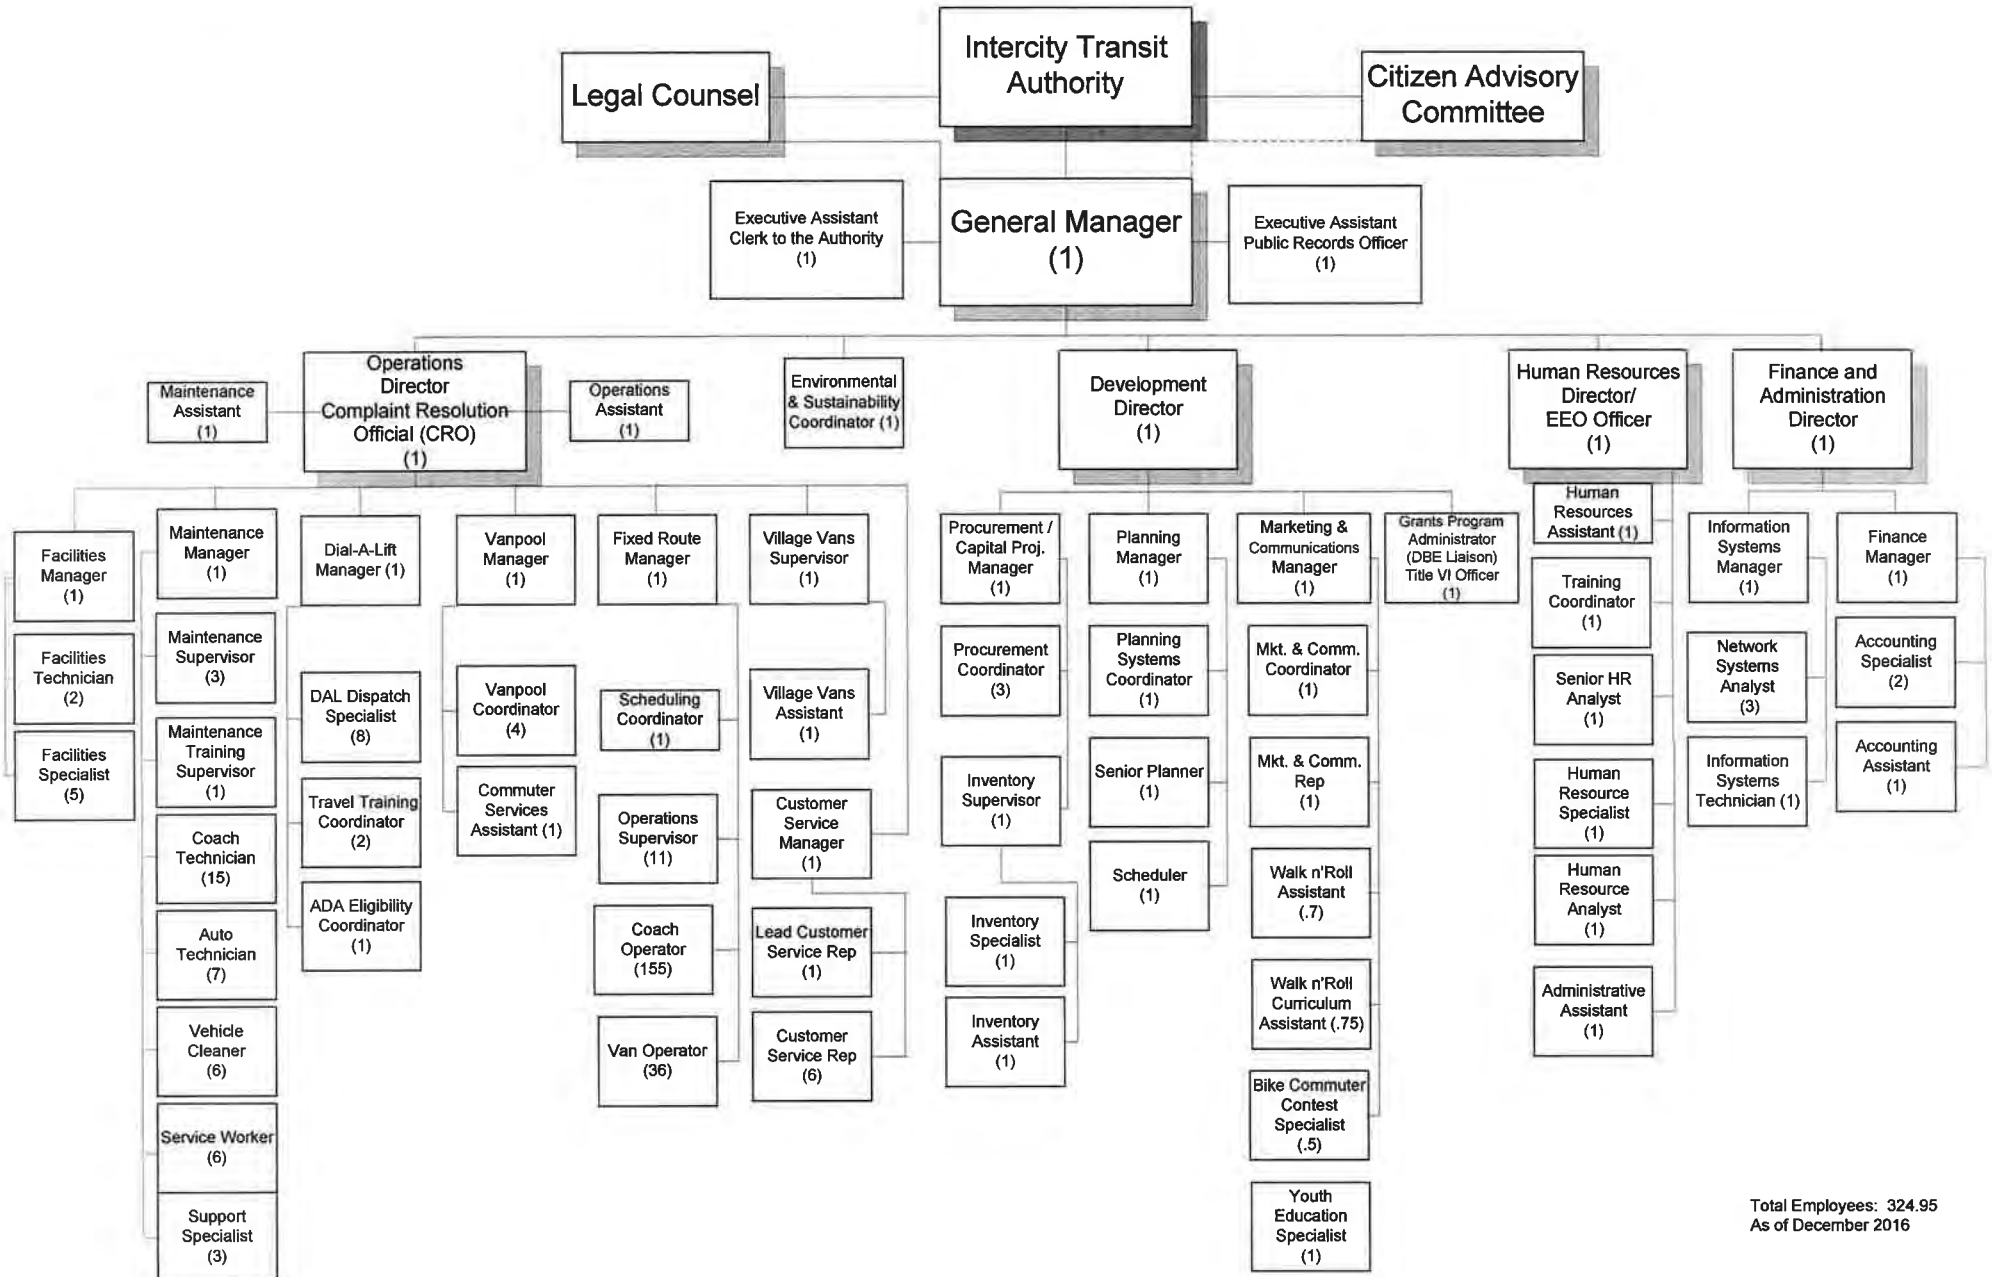 Intercity Transit
Authority
Legal Counsel
Citizen Advisory
Committee
General Manager
(1)
Executive Assistant
Clerk to the Authority
(1)
Executive Assistant
Public Records Officer
(1)
Maintenance
Assistant
(1)
Operations
Director
Complaint Resolution
Official (CRO)
(1)
Operations
Assistant
(1)
Environmental
& Sustainability
Coordinator (1)
Development
Director
(1)
Human Resources
Director/
EEO Officer
(1)
Finance and
Administration
Director
(1)
Facilities
Manager
(1)
Facilities
Technician
(2)
Facilities
Specialist
(5)
Maintenance
Manager
(1)
Maintenance
Supervisor
(3)
Maintenance
Training
Supervisor
(1)
Coach
Technician
(15)
Auto
Technician
(7)
Vehicle
Cleaner
(6)
Service Worker
(6)
Support
Specialist
(3)
Dial-A-Lift
Manager (1)
DAL Dispatch
Specialist
(8)
Travel Training
Coordinator
(2)
ADA Eligibility
Coordinator
(1)
Vanpool
Manager
(1)
Vanpool
Coordinator
(4)
Commuter
Services
Assistant (1)
Fixed Route
Manager
(1)
Scheduling
Coordinator
(1)
Operations
Supervisor
(11)
Coach
Operator
(155)
Van Operator
(36)
Village Vans
Supervisor
(1)
Village Vans
Assistant
(1)
Customer
Service
Manager
(1)
Lead Customer
Service Rep
(1)
Customer
Service Rep
(6)
Procurement /
Capital Proj.
Manager
(1)
Procurement
Coordinator
(3)
Inventory
Supervisor
(1)
Inventory
Specialist
(1)
Inventory
Assistant
(1)
Planning
Manager
(1)
Planning
Systems
Coordinator
(1)
Senior Planner
(1)
Scheduler
(1)
Marketing &
Communications
Manager
(1)
Mkt. & Comm.
Coordinator
(1)
Mkt. & Comm.
Rep
(1)
Walk n'Roll
Assistant
(.7)
Walk n'Roll
Curriculum
Assistant (.75)
Bike Commuter
Contest
Specialist
(.5)
Youth
Education
Specialist
(1)
Grants Program
Administrator
(DBE Liaison)
Title VI Officer
(1)
Human
Resources
Assistant (1)
Training
Coordinator
(1)
Senior HR
Analyst
(1)
Human
Resource
Specialist
(1)
Human
Resource
Analyst
(1)
Administrative
Assistant
(1)
Information
Systems
Manager
(1)
Network
Systems
Analyst
(3)
Information
Systems
Technician (1)
Finance
Manager
(1)
Accounting
Specialist
(2)
Accounting
Assistant
(1)
Total Employees: 324.95
As of December 2016